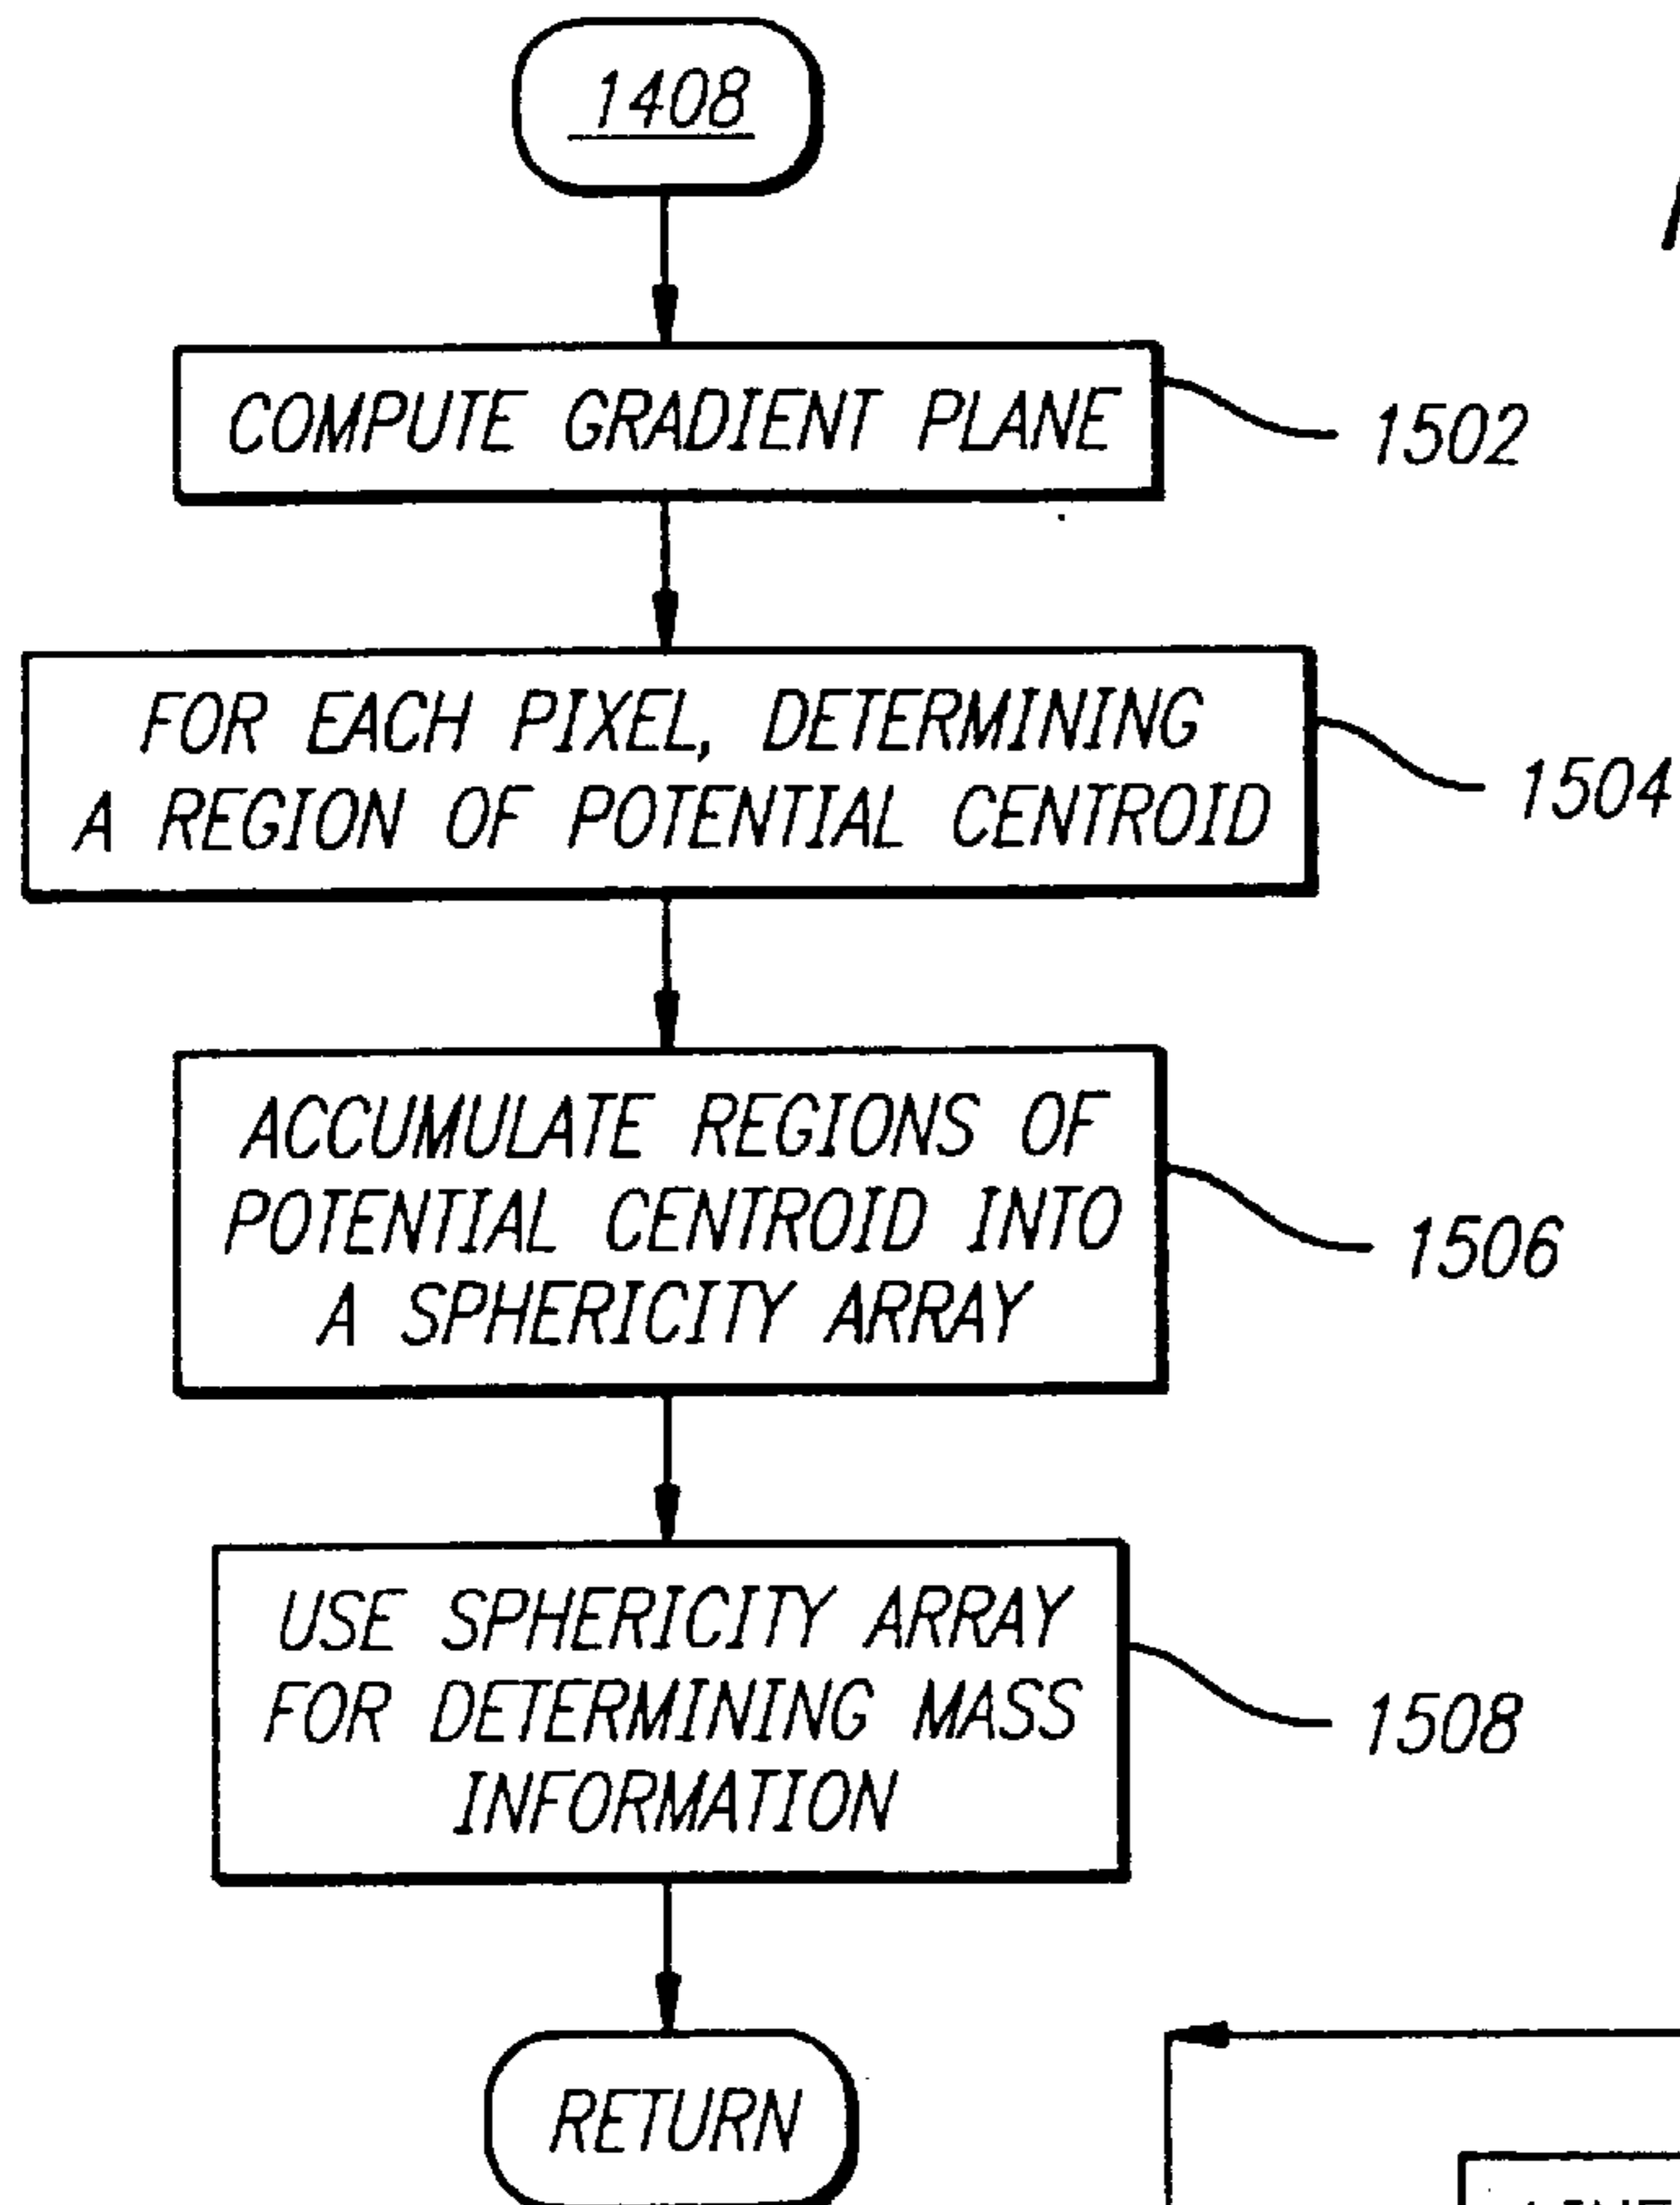 1408
COMPUTE GRADIENT PLANE
1502
FOR EACH PIXEL, DETERMINING
A REGION OF POTENTIAL CENTROID
1504
ACCUMULATE REGIONS OF
POTENTIAL CENTROID INTO
A SPHERICITY ARRAY
1506
USE SPHERICITY ARRAY
FOR DETERMINING MASS
INFORMATION
1508
RETURN